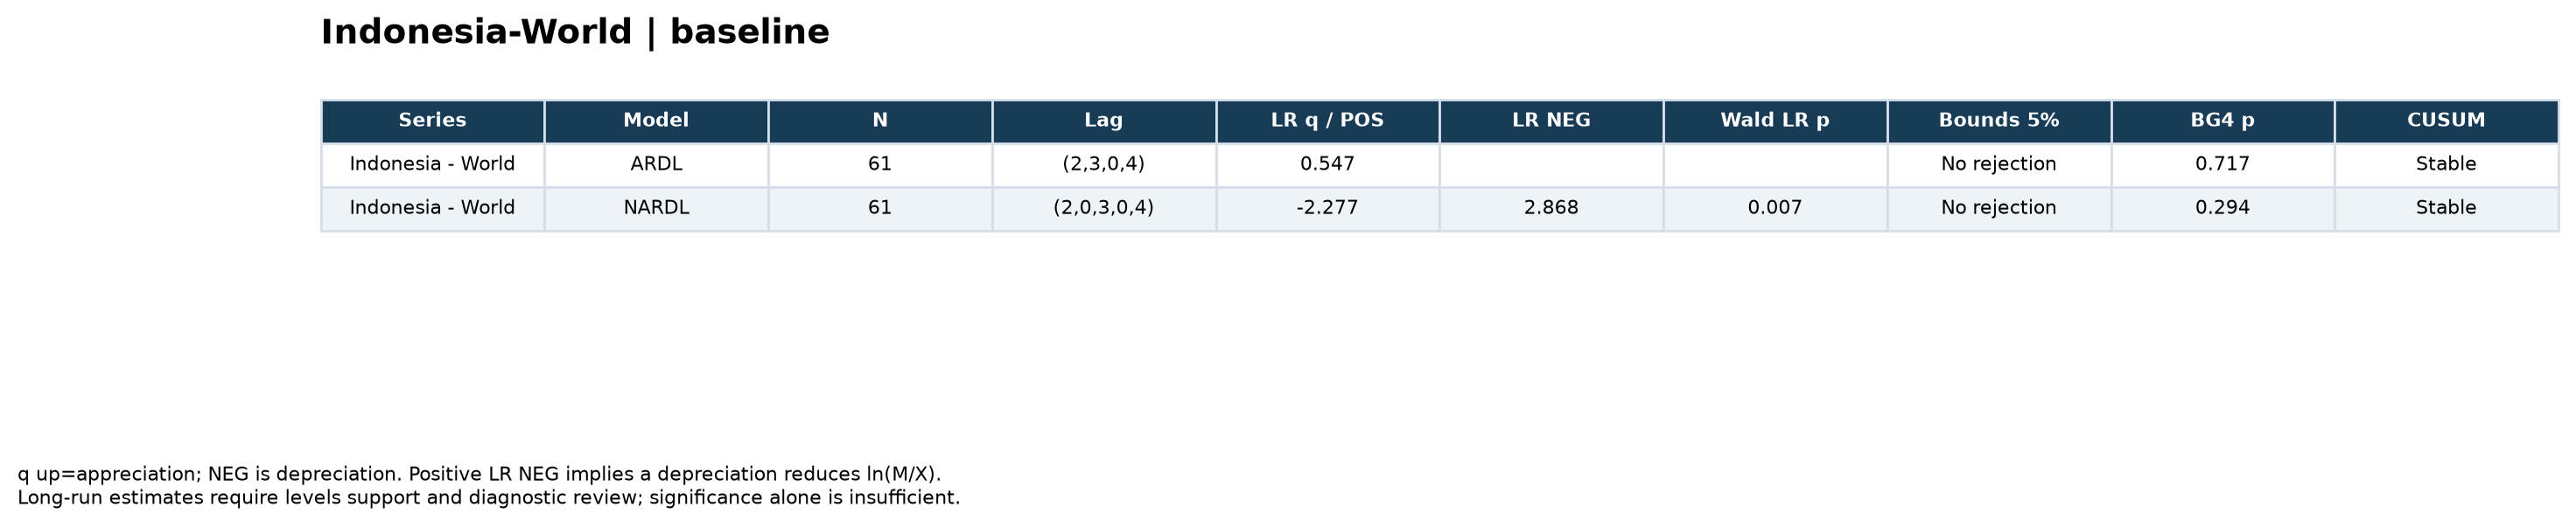 Indonesia-World | baseline
Series Model N Lag LR q / POS LR NEG Wald LR p Bounds 5% BG4 p CUSUM
Indonesia - World ARDL 61 (2,3,0,4) 0.547 No rejection 0.717 Stable
Indonesia - World NARDL 61 (2,0,3,0,4) -2.277 2.868 0.007 No rejection 0.294 Stable
q up=appreciation; NEG is depreciation. Positive LR NEG implies a depreciation reduces ln(M/X).
Long-run estimates require levels support and diagnostic review; significance alone is insufficient.